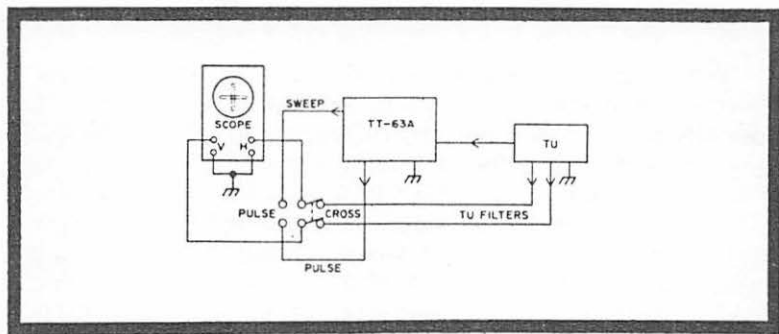 SWEEP
TT-63A
SCOPE
V H
TU
PULSE CROSS
TU FILTERS
PULSE